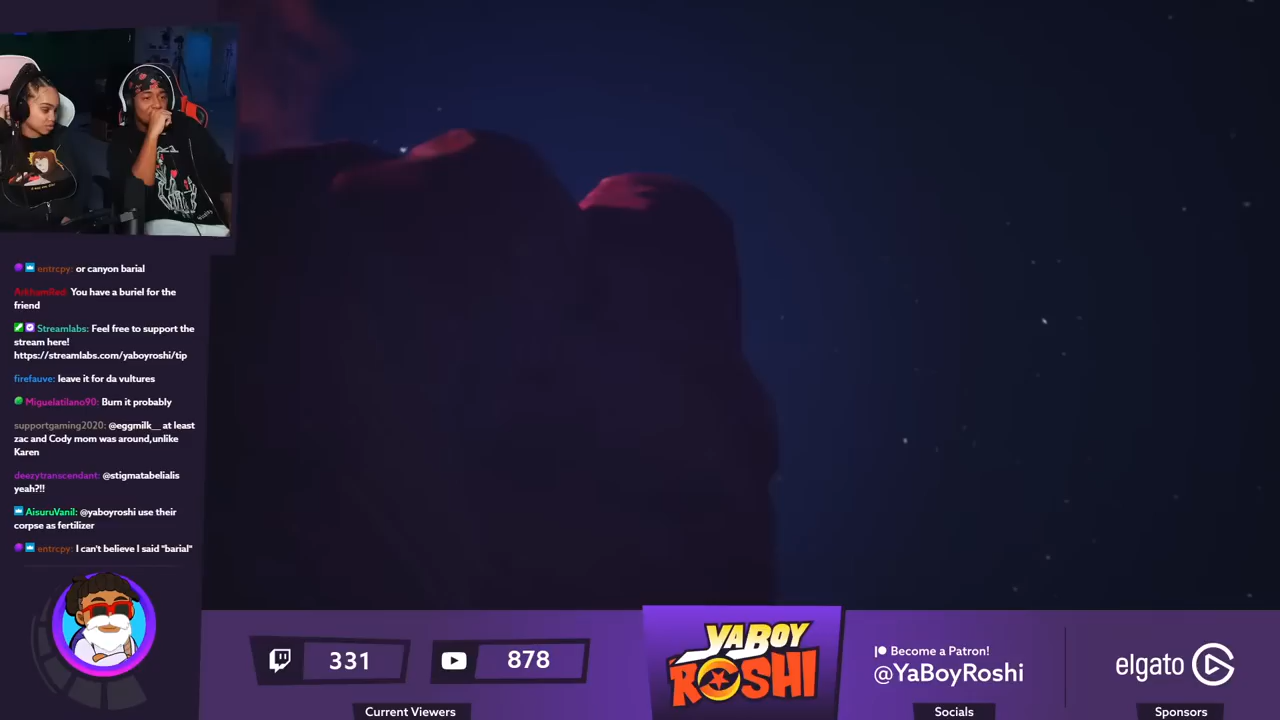 entrcpy: or canyon barial
ArkhamRed: You have a buriel for the
friend
Streamlabs: Feel free to support the
stream here!
https://streamlabs.com/yaboyroshi/tip
firefauve: leave it for da vultures
Miguelatilano90: Burn it probably
supportgaming2020: @eggmilk__ at least
zac and Cody mom was around,unlike
Karen
deezytranscendant: @stigmatabelialis
yeah?!!
AisuruVanil: @yaboyroshi use their
corpse as fertilizer
entrcpy: I can't believe I said "barial"
331
878
Current Viewers
YABOY
ROSHI
Become a Patron!
@YaBoyRoshi
Socials
elgato
Sponsors